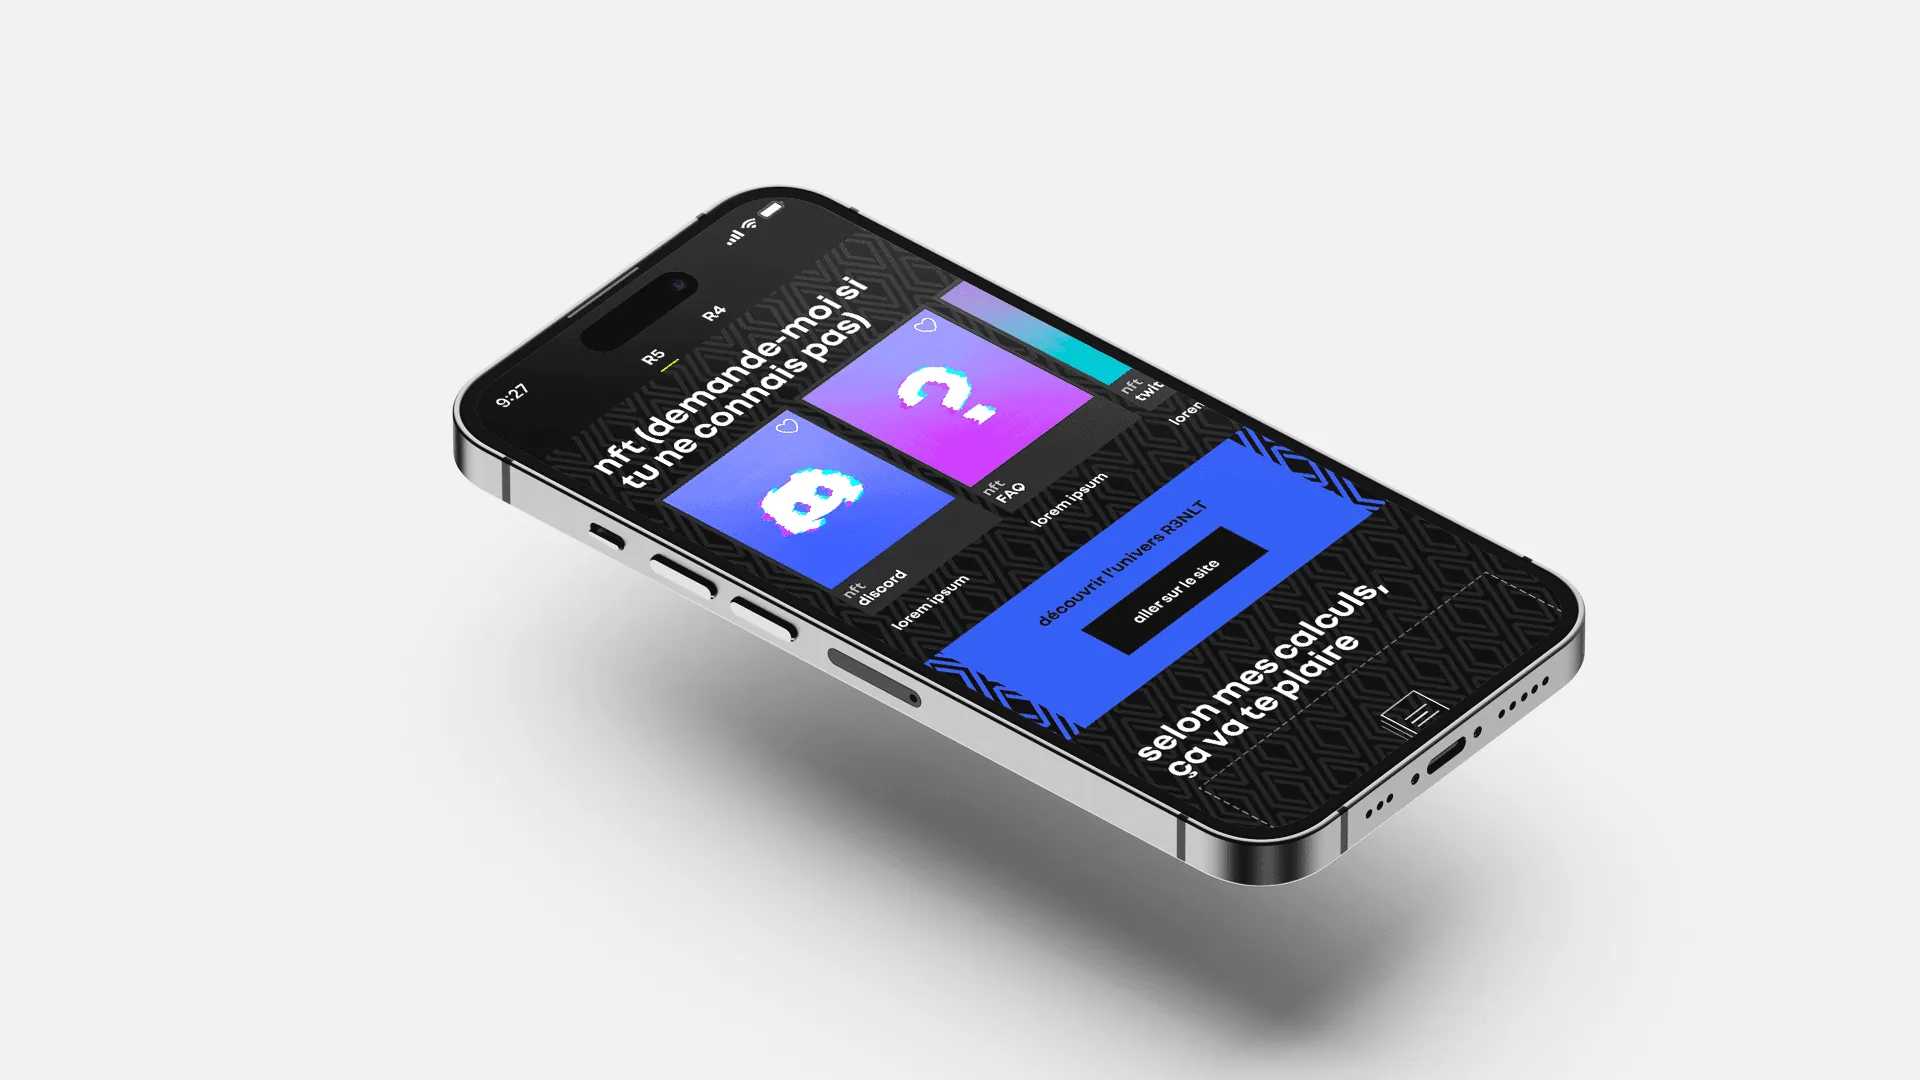 9:27
R5
R4
nft (demande-moi si
tu ne connais pas)
nft
discord
lorem ipsum
nft
FAQ
lorem ipsum
nft
twit
lorem
découvrir l'univers R3NLT
aller sur le site
selon mes calculs,
ça va te plaire